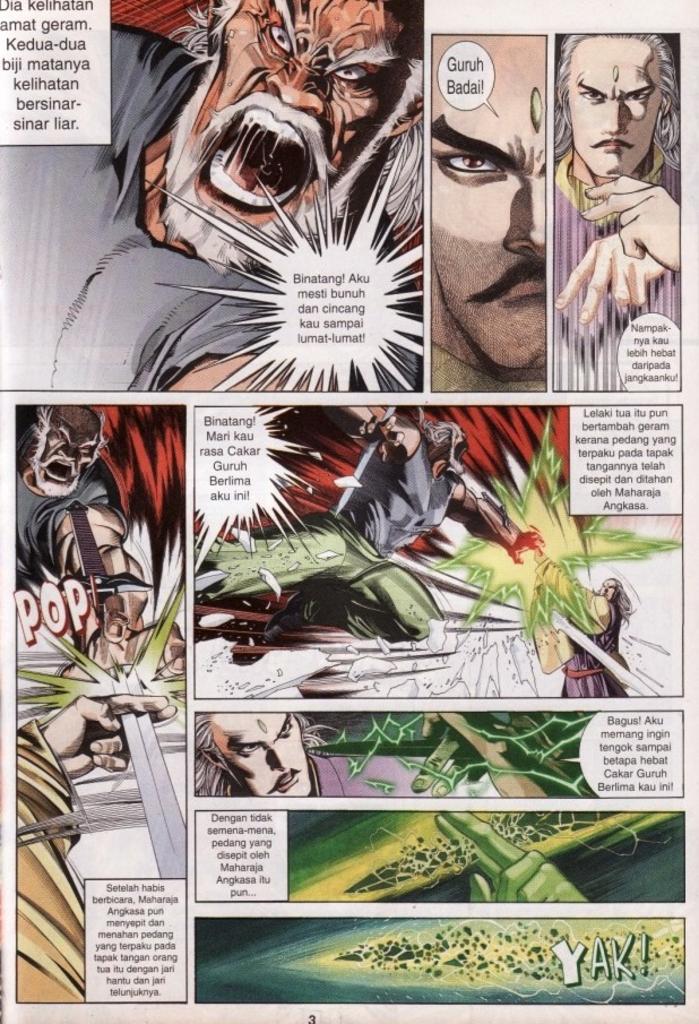 Dia kelihatan
amat geram.
Kedua-dua
biji matanya
kelihatan
bersinar-
sinar liar.
Binatang! Aku
mesti bunuh
dan cincang
kau sampai
lumat-lumat!
Guruh
Badai!
Nampak-
nya kau
lebih hebat
daripada
jangkaanku!
POP
Setelah habis
berbicara, Maharaja
Angkasa pun
menyepit dan
menahan pedang
yang terpaku pada
tapak tangan orang
tua itu dengan jari
hantu dan jari
telunjuknya.
Binatang!
Mari kau
rasa Cakar
Guruh
Berlima
aku ini!
Lelaki tua itu pun
bertambah geram
kerana pedang yang
terpaku pada tapak
tangannya telah
disepit dan ditahan
oleh Maharaja
Angkasa.
Bagus! Aku
memang ingin
tengok sampai
betapa hebat
Cakar Guruh
Berlima kau ini!
Dengan tidak
semena-mena,
pedang yang
disepit oleh
Maharaja
Angkasa itu
pun...
YAK!
3